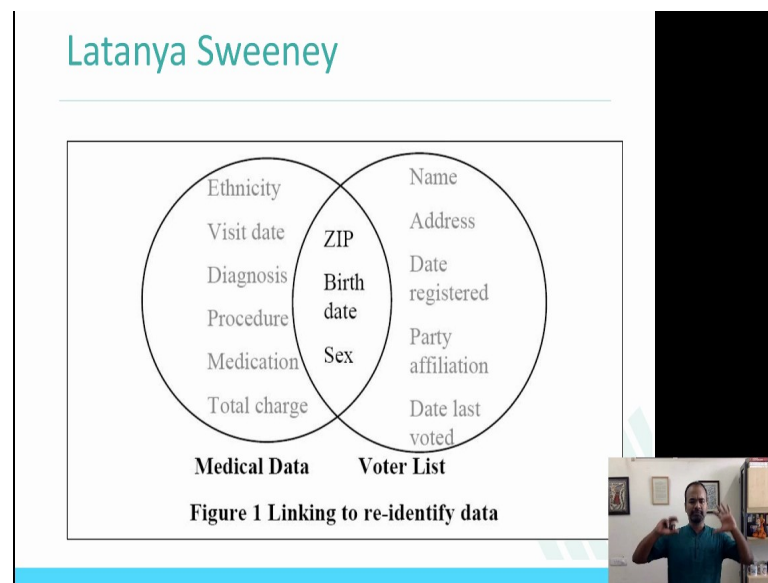 Latanya Sweeney
Ethnicity
Visit date
Diagnosis
Procedure
Medication
Total charge
ZIP
Birth
date
Sex
Name
Address
Date
registered
Party
affiliation
Date last
voted
Medical Data
Voter List
Figure 1 Linking to re-identify data